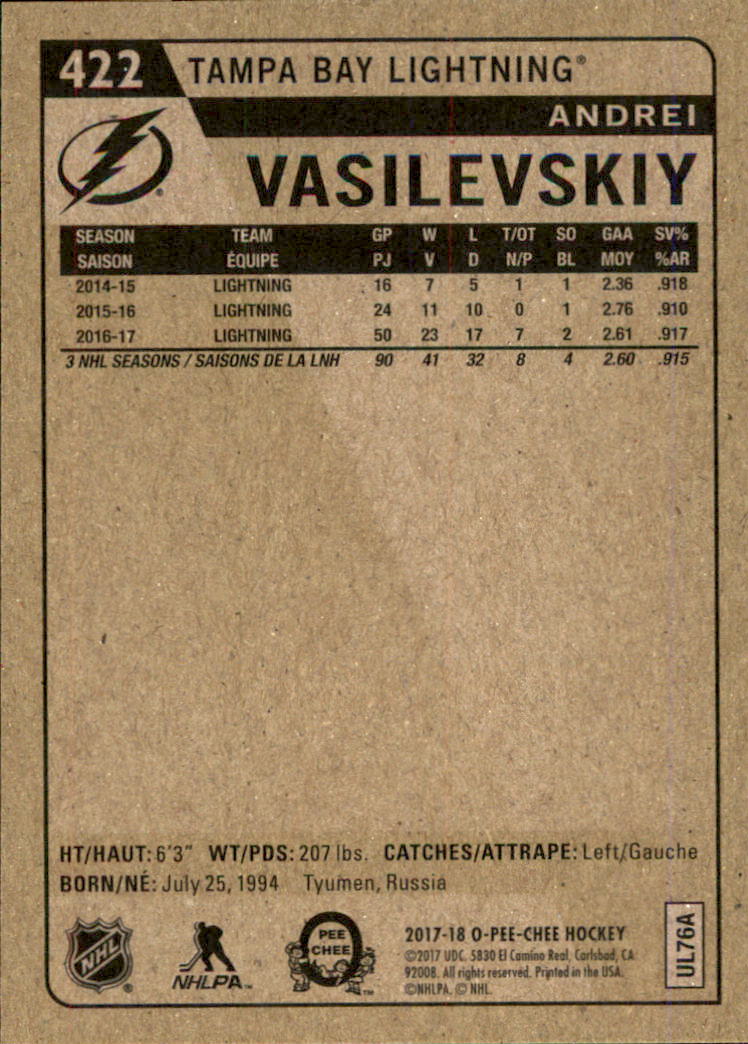 422 TAMPA BAY LIGHTNING®
ANDREI
VASILEVSKIY
SEASON TEAM GP W L T/OT SO GAA SV%
SAISON ÉQUIPE PJ V D N/P BL MOY %AR
2014-15 LIGHTNING 16 7 5 1 1 2.36 .918
2015-16 LIGHTNING 24 11 10 0 1 2.76 .910
2016-17 LIGHTNING 50 23 17 7 2 2.61 .917
3 NHL SEASONS / SAISONS DE LA LNH 90 41 32 8 4 2.60 .915
HT/HAUT: 6'3" WT/PDS: 207 lbs. CATCHES/ATTRAPE: Left/Gauche
BORN/NÉ: July 25, 1994 Tyumen, Russia
NHL ®
NHLPA™
O PEE CHEE ™
2017-18 O-PEE-CHEE HOCKEY
©2017 UDC. 5830 El Camino Real, Carlsbad, CA
92008. All rights reserved. Printed in the USA.
©NHLPA. © NHL.
UL76A